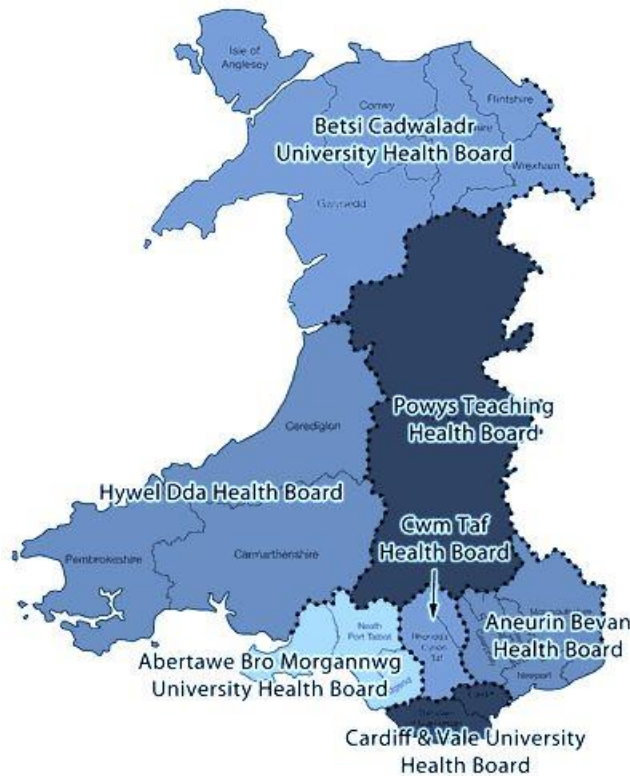 Isle of
Anglesey
Conwy
Flintshire
Betsi Cadwaladr
University Health Board
Wrexham
Gwynedd
Powys Teaching
Health Board
Ceredigion
Hywel Dda Health Board
Cwm Taf
Health Board
Pembrokeshire
Carmarthenshire
Neath
Port Talbot
Rhondda
Cynon
Taf
Aneurin Bevan
Health Board
Newport
Abertawe Bro Morgannwg
University Health Board
Cardiff & Vale University
Health Board